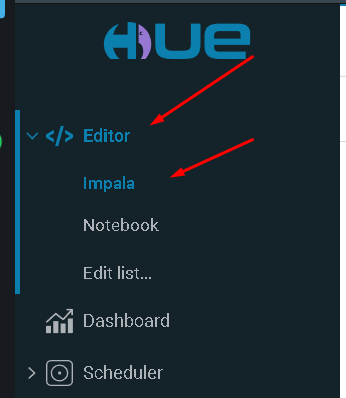 HUE
Editor
Impala
Notebook
Edit list...
Dashboard
Scheduler